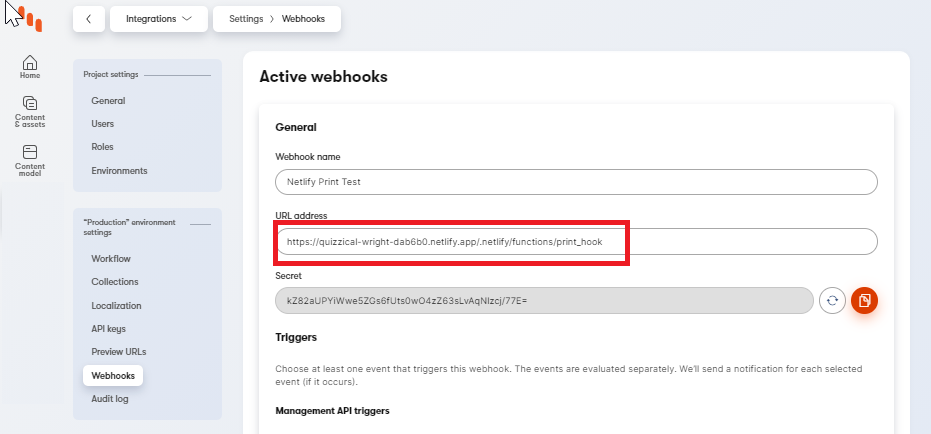 Integrations
Settings > Webhooks
Home
Content
& assets
Content
model
Project settings
General
Users
Roles
Environments
"Production" environment
settings
Workflow
Collections
Localization
API keys
Preview URLs
Webhooks
Audit log
Active webhooks
General
Webhook name
Netlify Print Test
URL address
https://quizzical-wright-dab6b0.netlify.app/.netlify/functions/print_hook
Secret
kZ82aUPYiWwe5ZGs6fUts0wO4zZ63sLvAqNIzcj/77E=
Triggers
Choose at least one event that triggers this webhook. The events are evaluated separately. We'll send a notification for each selected
event (if it occurs).
Management API triggers